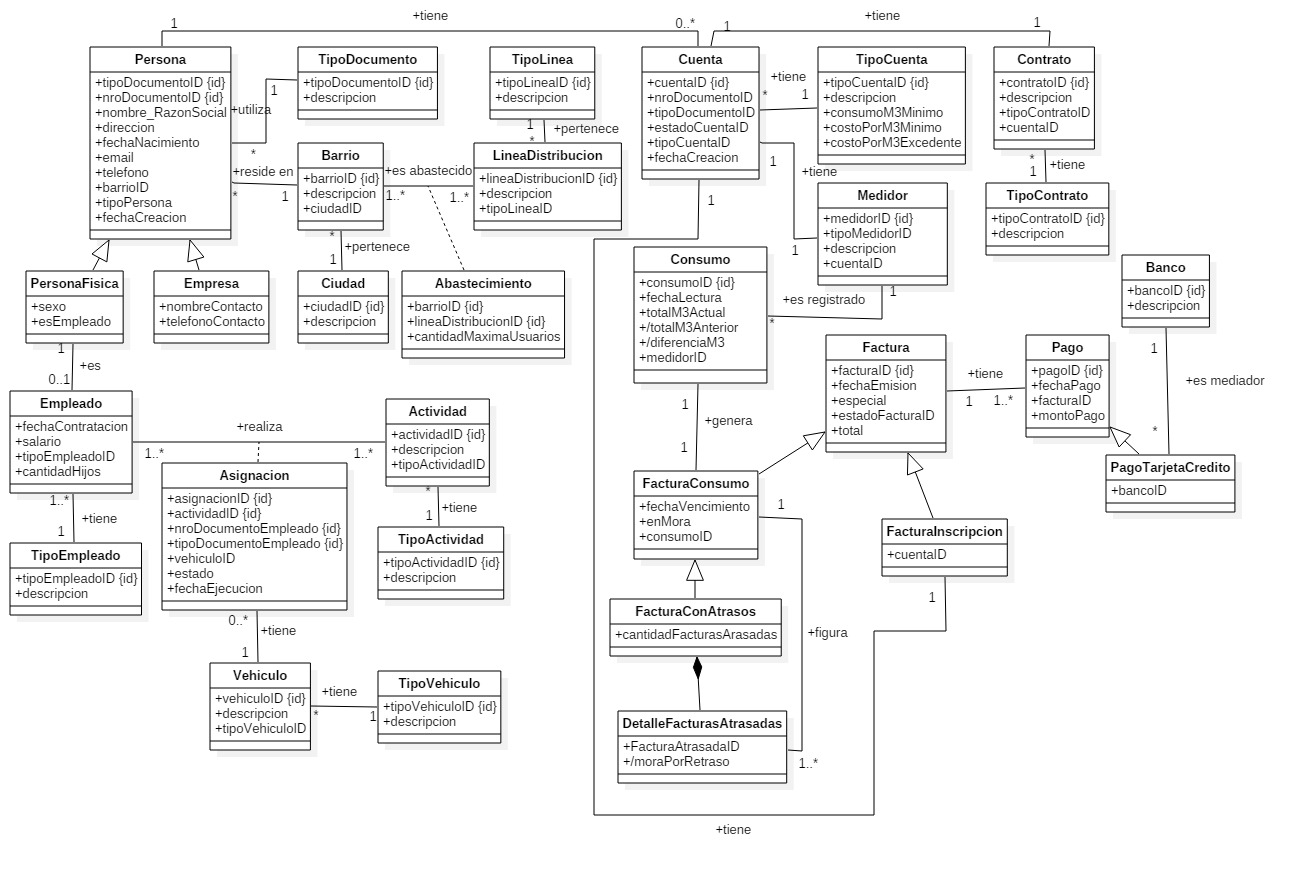 +tiene
1
0..*
+tiene
1
1
Persona
+tipoDocumentoID {id}
+nroDocumentoID {id}
+nombre_RazonSocial
+direccion
+fechaNacimiento
+email
+telefono
+barrioID
+tipoPersona
+fechaCreacion
TipoDocumento
+tipoDocumentoID {id}
+descripcion
1
+utiliza
*
TipoLinea
+tipoLineaID {id}
+descripcion
1
+pertenece
*
Cuenta
+cuentaID {id}
+nroDocumentoID
+tipoDocumentoID
+estadoCuentaID
+tipoCuentaID
+fechaCreacion
+tiene
*
1
TipoCuenta
+tipoCuentaID {id}
+descripcion
+consumoM3Minimo
+costoPorM3Minimo
+costoPorM3Excedente
Contrato
+contratoID {id}
+descripcion
+tipoContratoID
+cuentaID
*
+tiene
1
TipoContrato
+tipoContratoID {id}
+descripcion
+reside en
*
1
Barrio
+barrioID {id}
+descripcion
+ciudadID
+es abastecido
1..*
1..*
LineaDistribucion
+lineaDistribucionID {id}
+descripcion
+tipoLineaID
1
+tiene
1
Medidor
+medidorID {id}
+tipoMedidorID
+descripcion
+cuentaID
1
*
+pertenece
1
PersonaFisica
+sexo
+esEmpleado
Empresa
+nombreContacto
+telefonoContacto
Ciudad
+ciudadID {id}
+descripcion
Abastecimiento
+barrioID {id}
+lineaDistribucionID {id}
+cantidadMaximaUsuarios
Consumo
+consumoID {id}
+fechaLectura
+totalM3Actual
+/totalM3Anterior
+/diferenciaM3
+medidorID
+es registrado
1
*
Banco
+bancoID {id}
+descripcion
1
+es mediador
*
1
+es
0..1
Factura
+facturaID {id}
+fechaEmision
+especial
+estadoFacturaID
+total
+tiene
1
1..*
Pago
+pagoID {id}
+fechaPago
+facturaID
+montoPago
Empleado
+fechaContratacion
+salario
+tipoEmpleadoID
+cantidadHijos
+realiza
1..*
1..*
Actividad
+actividadID {id}
+descripcion
+tipoActividadID
1
+genera
1
Asignacion
+asignacionID {id}
+actividadID {id}
+nroDocumentoEmpleado {id}
+tipoDocumentoEmpleado {id}
+vehiculoID
+estado
+fechaEjecucion
PagoTarjetaCredito
+bancoID
FacturaConsumo
+fechaVencimiento
+enMora
+consumoID
1
1..*
+tiene
1
*
+tiene
1
FacturaInscripcion
+cuentaID
TipoEmpleado
+tipoEmpleadoID {id}
+descripcion
TipoActividad
+tipoActividadID {id}
+descripcion
1
FacturaConAtrasos
+cantidadFacturasArasadas
+figura
0..*
+tiene
1
Vehiculo
+vehiculoID {id}
+descripcion
+tipoVehiculoID
+tiene
*
1
TipoVehiculo
+tipoVehiculoID {id}
+descripcion
DetalleFacturasAtrasadas
+FacturaAtrasadaID
+/moraPorRetraso
1..*
+tiene